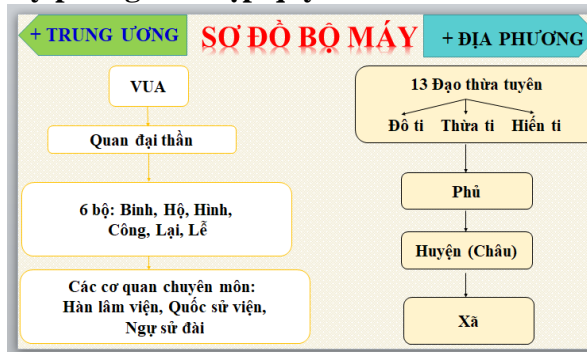 + TRUNG ƯƠNG
SƠ ĐỒ BỘ MÁY
+ ĐỊA PHƯƠNG
VUA
Quan đại thần
6 bộ: Binh, Hộ, Hình,
Công, Lại, Lễ
Các cơ quan chuyên môn:
Hàn lâm viện, Quốc sử viện,
Ngự sử đài
13 Đạo thừa tuyên
Đô ti Thừa ti Hiến ti
Phủ
Huyện (Châu)
Xã